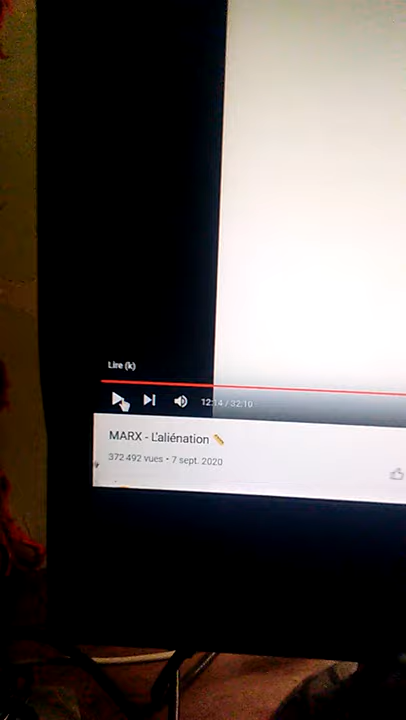 Lire (k)
12:14 / 32:10
MARX - L'aliénation
372 492 vues • 7 sept. 2020